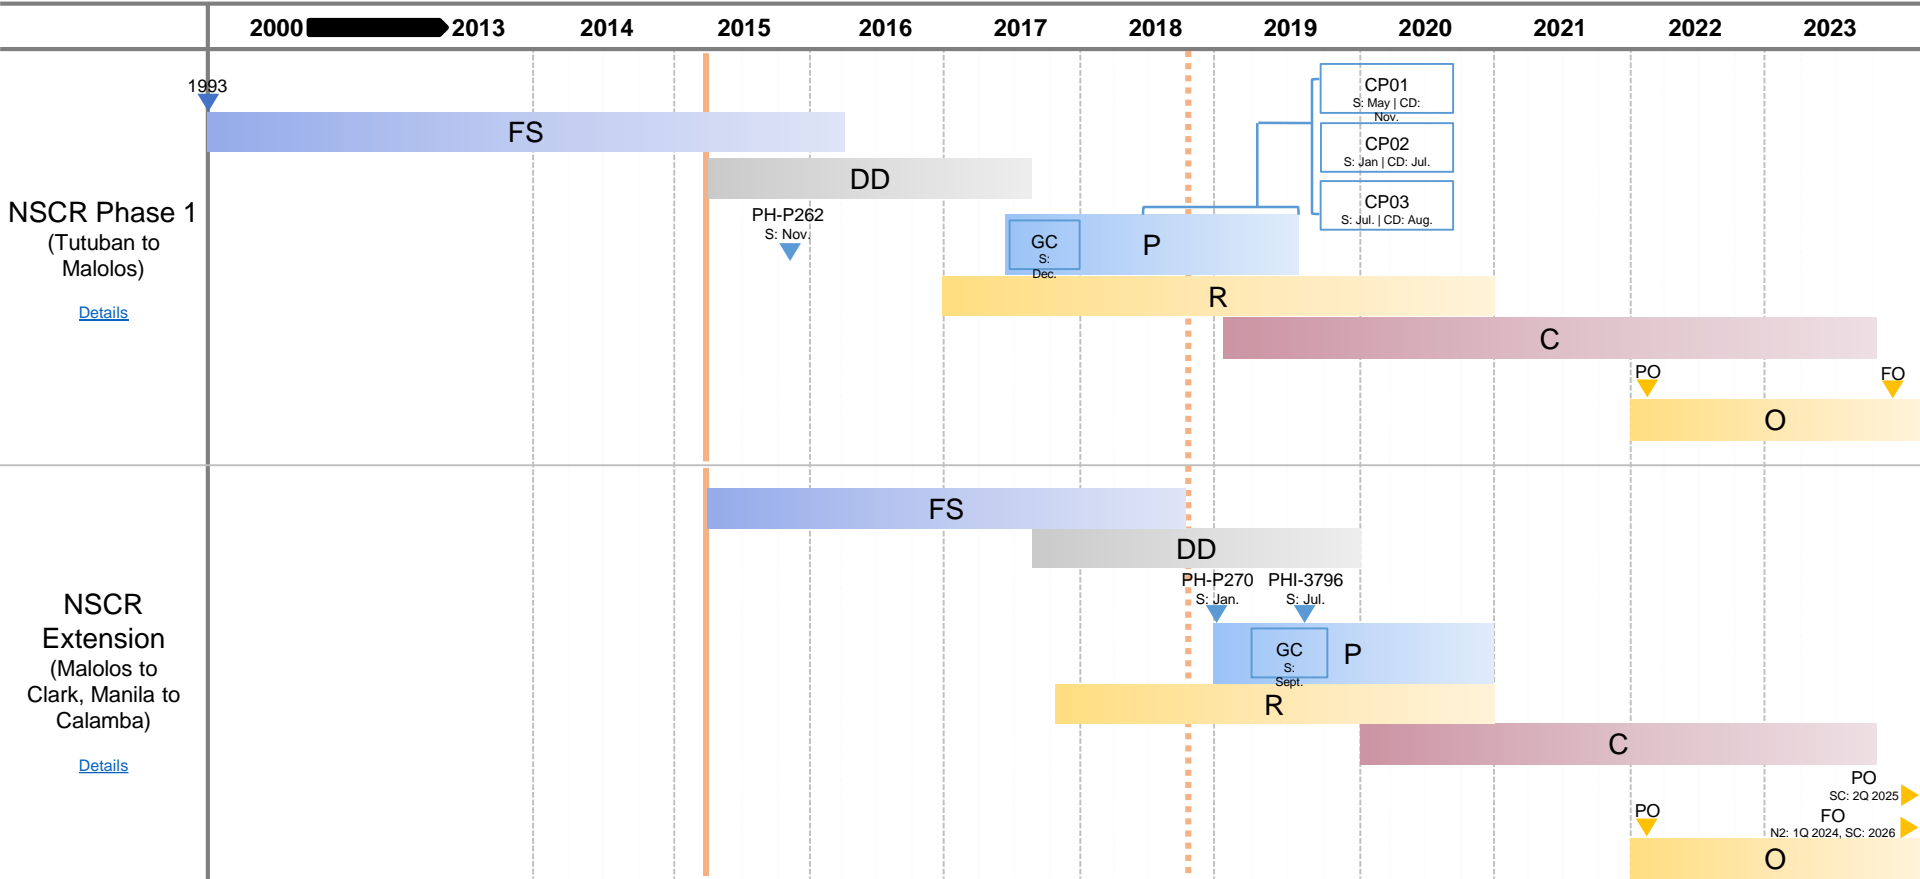 2000 2013 2014 2015 2016 2017 2018 2019 2020 2021 2022 2023
1993
FS
DD
PH-P262
S: Nov.
NSCR Phase 1
(Tutuban to
Malolos)
Details
GC
S:
Dec.
P
CP01
S: May | CD:
Nov.
CP02
S: Jan | CD: Jul.
CP03
S: Jul. | CD: Aug.
R
C
PO
FO
O
FS
DD
PH-P270
S: Jan.
PHI-3796
S: Jul.
NSCR
Extension
(Malolos to
Clark, Manila to
Calamba)
Details
GC
S:
Sept.
P
R
C
PO
SC: 2Q 2025
PO
FO
N2: 1Q 2024, SC: 2026
O